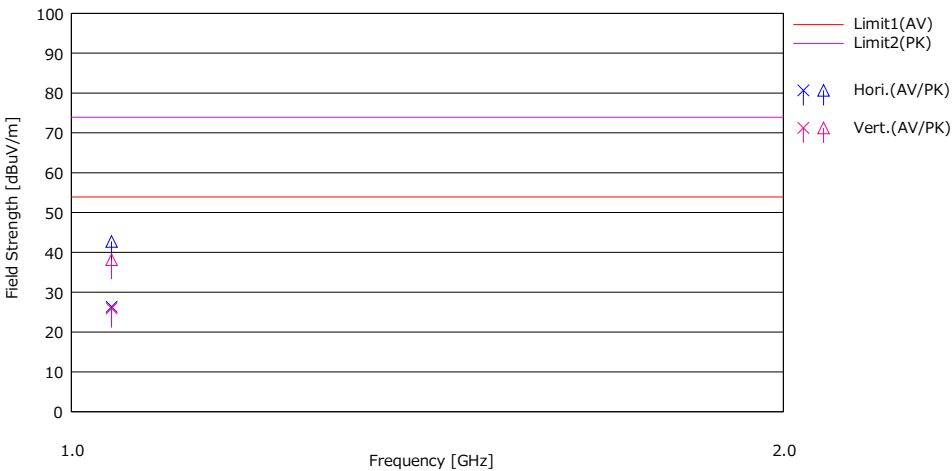 100
90
80
70
60
50
40
30
20
10
0
Field Strength [dBuV/m]
1.0
2.0
Frequency [GHz]
Limit1(AV)
Limit2(PK)
Hori.(AV/PK)
Vert.(AV/PK)